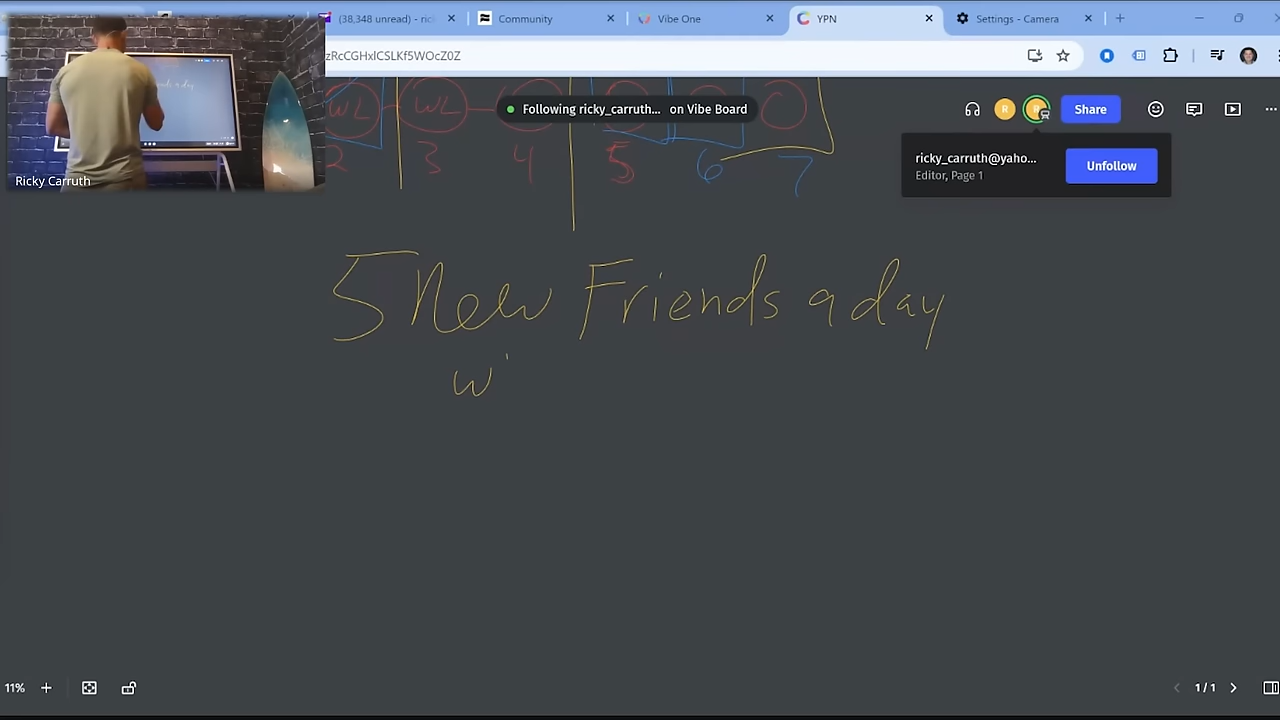 (38,348 unread) - ric
Community
Vibe One
YPN
Settings - Camera
zRcCGHxlCSLKf5WOcZ0Z
WL WL C
Following ricky_carruth... on Vibe Board
R
Share
2 3 4 5 6 7
ricky_carruth@yaho...
Editor, Page 1
Unfollow
Ricky Carruth
5 New Friends a day
wi
11%
1 / 1